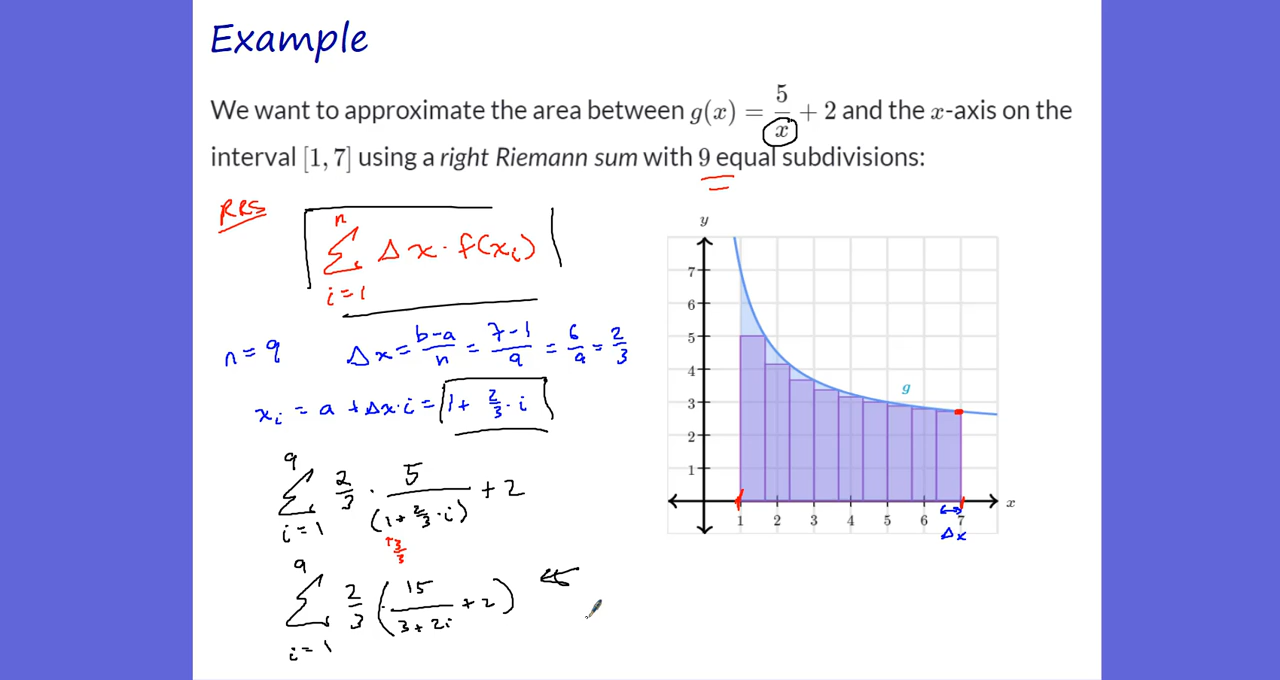 Example
We want to approximate the area between g(x) = 5/x + 2 and the x-axis on the
interval [1, 7] using a right Riemann sum with 9 equal subdivisions:
RRS
n
∑ Δx · f(xᵢ)
i=1
n = 9 Δx = b-a/n = 7-1/9 = 6/9 = 2/3
xᵢ = a + Δx·i = 1 + 2/3 · i
9
∑ 2/3 · 5/(1 + 2/3 · i) + 2
i=1
3/3
9
∑ 2/3 (15/3+2i + 2)
i=1
y
7
6
5
4
3
2
1
g
1 2 3 4 5 6 7 x
Δx